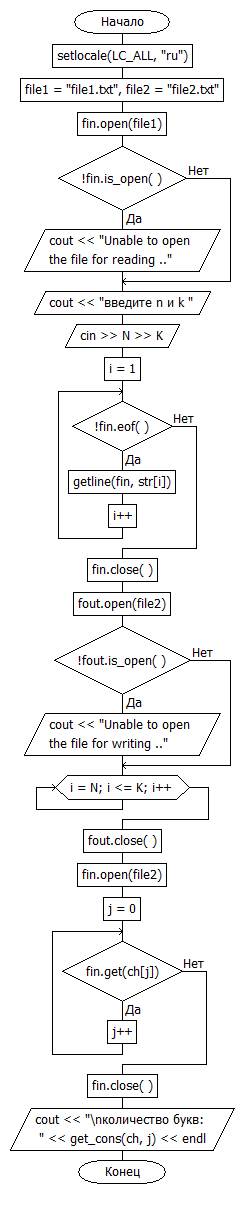 Начало
setlocale(LC_ALL, "ru")
file1 = "file1.txt", file2 = "file2.txt"
fin.open(file1)
!fin.is_open( )
Нет
Да
cout << "Unable to open
the file for reading .."
cout << "введите n и k "
cin >> N >> K
i = 1
!fin.eof( )
Нет
Да
getline(fin, str[i])
i++
fin.close( )
fout.open(file2)
!fout.is_open( )
Нет
Да
cout << "Unable to open
the file for writing .."
i = N; i <= K; i++
fout.close( )
fin.open(file2)
j = 0
fin.get(ch[j])
Нет
Да
j++
fin.close( )
cout << "\nколичество букв:
" << get_cons(ch, j) << endl
Конец